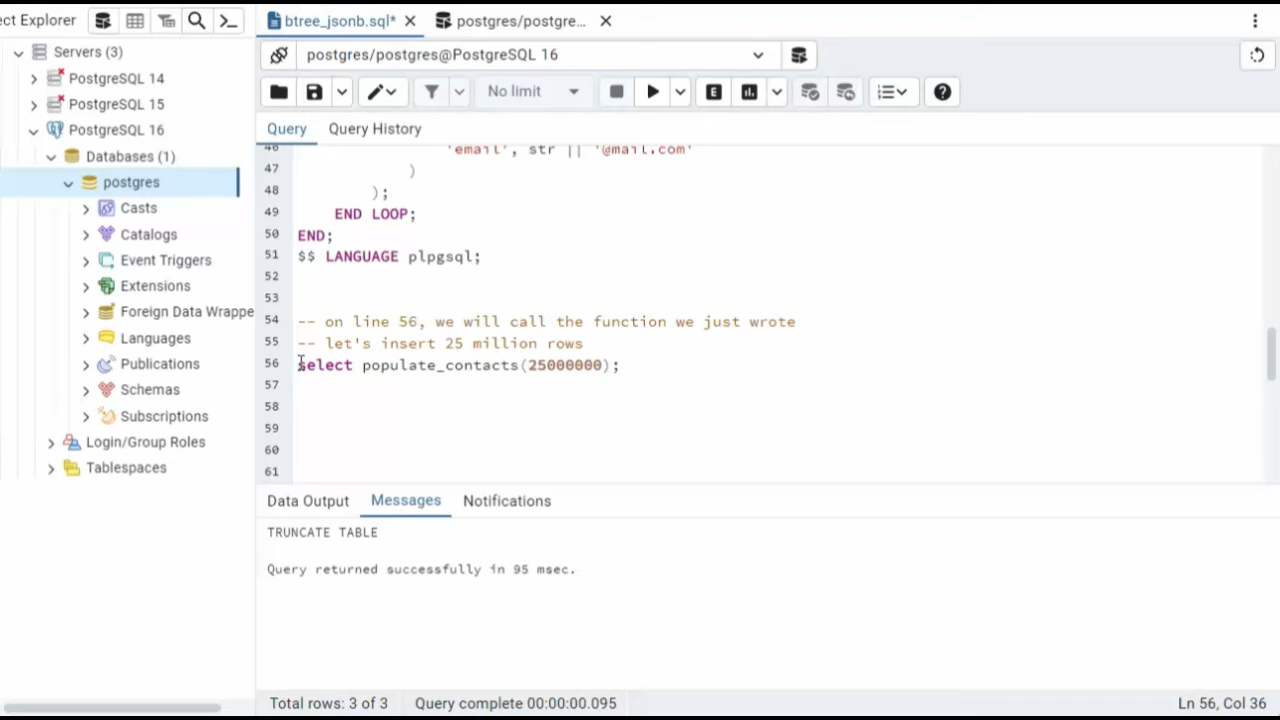 ect Explorer
btree_jsonb.sql*
postgres/postgre...
Servers (3)
PostgreSQL 14
PostgreSQL 15
PostgreSQL 16
Databases (1)
postgres
Casts
Catalogs
Event Triggers
Extensions
Foreign Data Wrappe
Languages
Publications
Schemas
Subscriptions
Login/Group Roles
Tablespaces
postgres/postgres@PostgreSQL 16
No limit
E
Query
Query History
46 'email', str || '@mail.com'
47 )
48 );
49 END LOOP;
50 END;
51 $$ LANGUAGE plpgsql;
52
53
54 -- on line 56, we will call the function we just wrote
55 -- let's insert 25 million rows
56 select populate_contacts(25000000);
57
58
59
60
61
Data Output
Messages
Notifications
TRUNCATE TABLE
Query returned successfully in 95 msec.
Total rows: 3 of 3
Query complete 00:00:00.095
Ln 56, Col 36